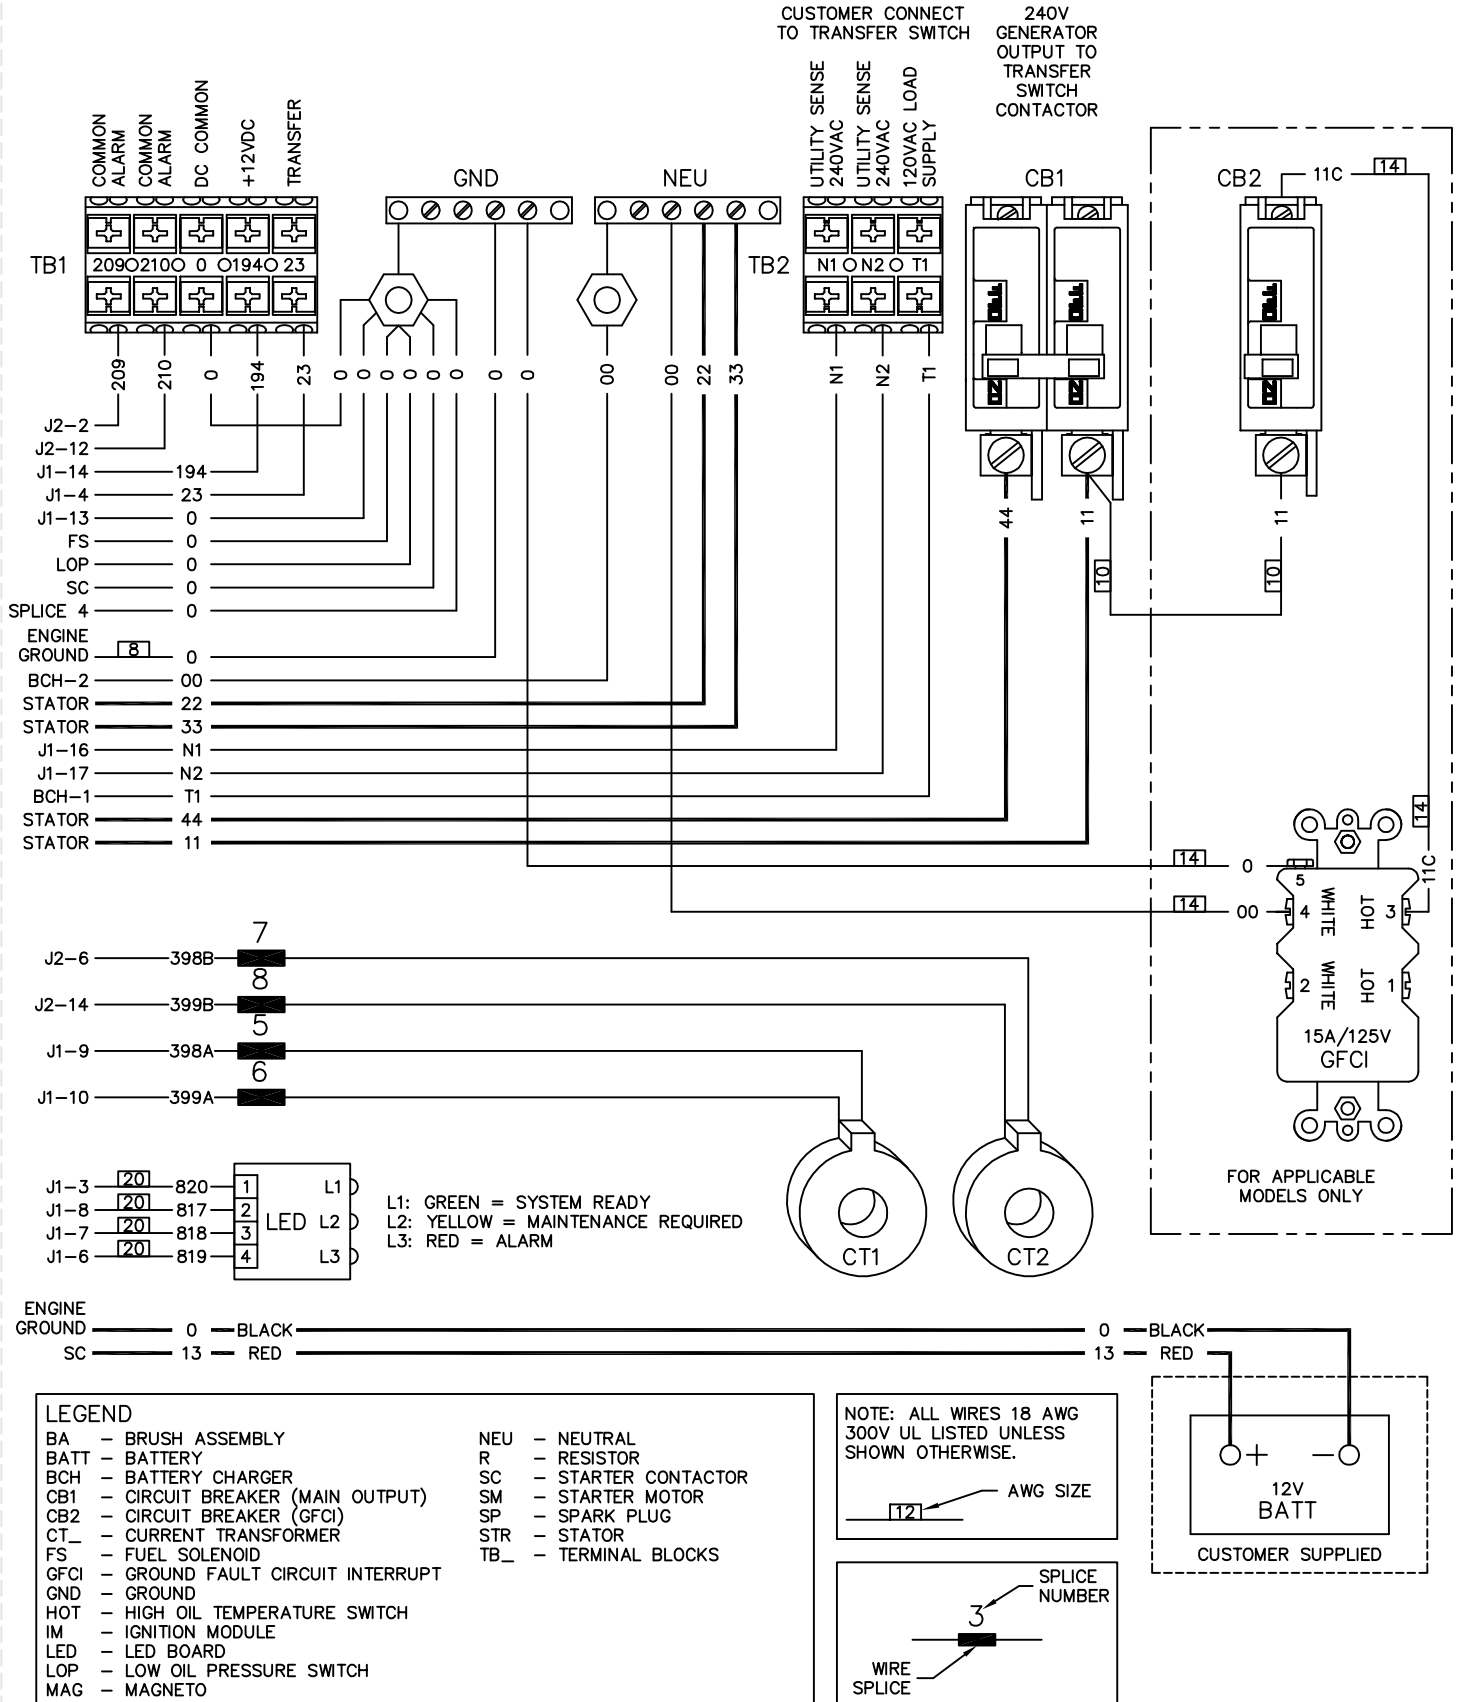 CUSTOMER CONNECT
TO TRANSFER SWITCH
240V
GENERATOR
OUTPUT TO
TRANSFER
SWITCH
CONTACTOR
COMMON
ALARM
COMMON
ALARM
DC COMMON
+12VDC
TRANSFER
UTILITY SENSE
240VAC
UTILITY SENSE
240VAC
120VAC LOAD
SUPPLY
GND
NEU
CB1
CB2
11C
14
TB1
209 210 0 194 23
TB2
N1 N2 T1
209
210
0
194
23
0
0
0
0
0
0
0
0
00
00
22
33
N1
N2
T1
44
11
11
10
10
J2-2
J2-12
J1-14 194
J1-4 23
J1-13 0
FS 0
LOP 0
SC 0
SPLICE 4 0
ENGINE
GROUND 8 0
BCH-2 00
STATOR 22
STATOR 33
J1-16 N1
J1-17 N2
BCH-1 T1
STATOR 44
STATOR 11
14
11C
14 0
14 00
5
4 WHITE HOT 3
2 WHITE HOT 1
15A/125V
GFCI
FOR APPLICABLE
MODELS ONLY
7
J2-6 398B
8
J2-14 399B
5
J1-9 398A
6
J1-10 399A
CT1
CT2
J1-3 20 820 1 L1
J1-8 20 817 2
J1-7 20 818 3
J1-6 20 819 4 L3
LED L2
L1: GREEN = SYSTEM READY
L2: YELLOW = MAINTENANCE REQUIRED
L3: RED = ALARM
ENGINE
GROUND 0 BLACK 0 BLACK
SC 13 RED 13 RED
LEGEND
BA - BRUSH ASSEMBLY
BATT - BATTERY
BCH - BATTERY CHARGER
CB1 - CIRCUIT BREAKER (MAIN OUTPUT)
CB2 - CIRCUIT BREAKER (GFCI)
CT_ - CURRENT TRANSFORMER
FS - FUEL SOLENOID
GFCI - GROUND FAULT CIRCUIT INTERRUPT
GND - GROUND
HOT - HIGH OIL TEMPERATURE SWITCH
IM - IGNITION MODULE
LED - LED BOARD
LOP - LOW OIL PRESSURE SWITCH
MAG - MAGNETO
NEU - NEUTRAL
R - RESISTOR
SC - STARTER CONTACTOR
SM - STARTER MOTOR
SP - SPARK PLUG
STR - STATOR
TB_ - TERMINAL BLOCKS
NOTE: ALL WIRES 18 AWG
300V UL LISTED UNLESS
SHOWN OTHERWISE.
AWG SIZE
12
SPLICE
NUMBER
3
WIRE
SPLICE
+ -
12V
BATT
CUSTOMER SUPPLIED